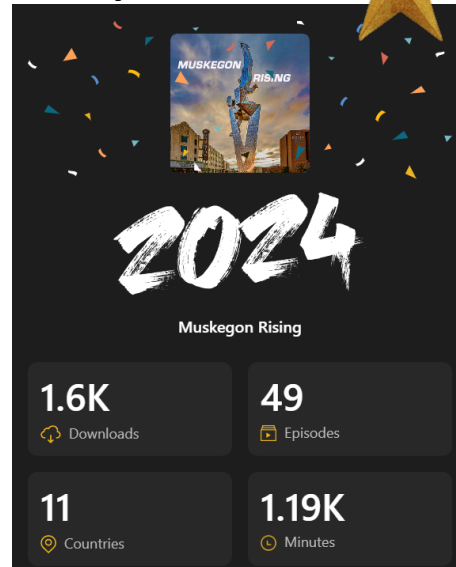 MUSKEGON
RISING
2024
Muskegon Rising
1.6K
Downloads
49
Episodes
11
Countries
1.19K
Minutes